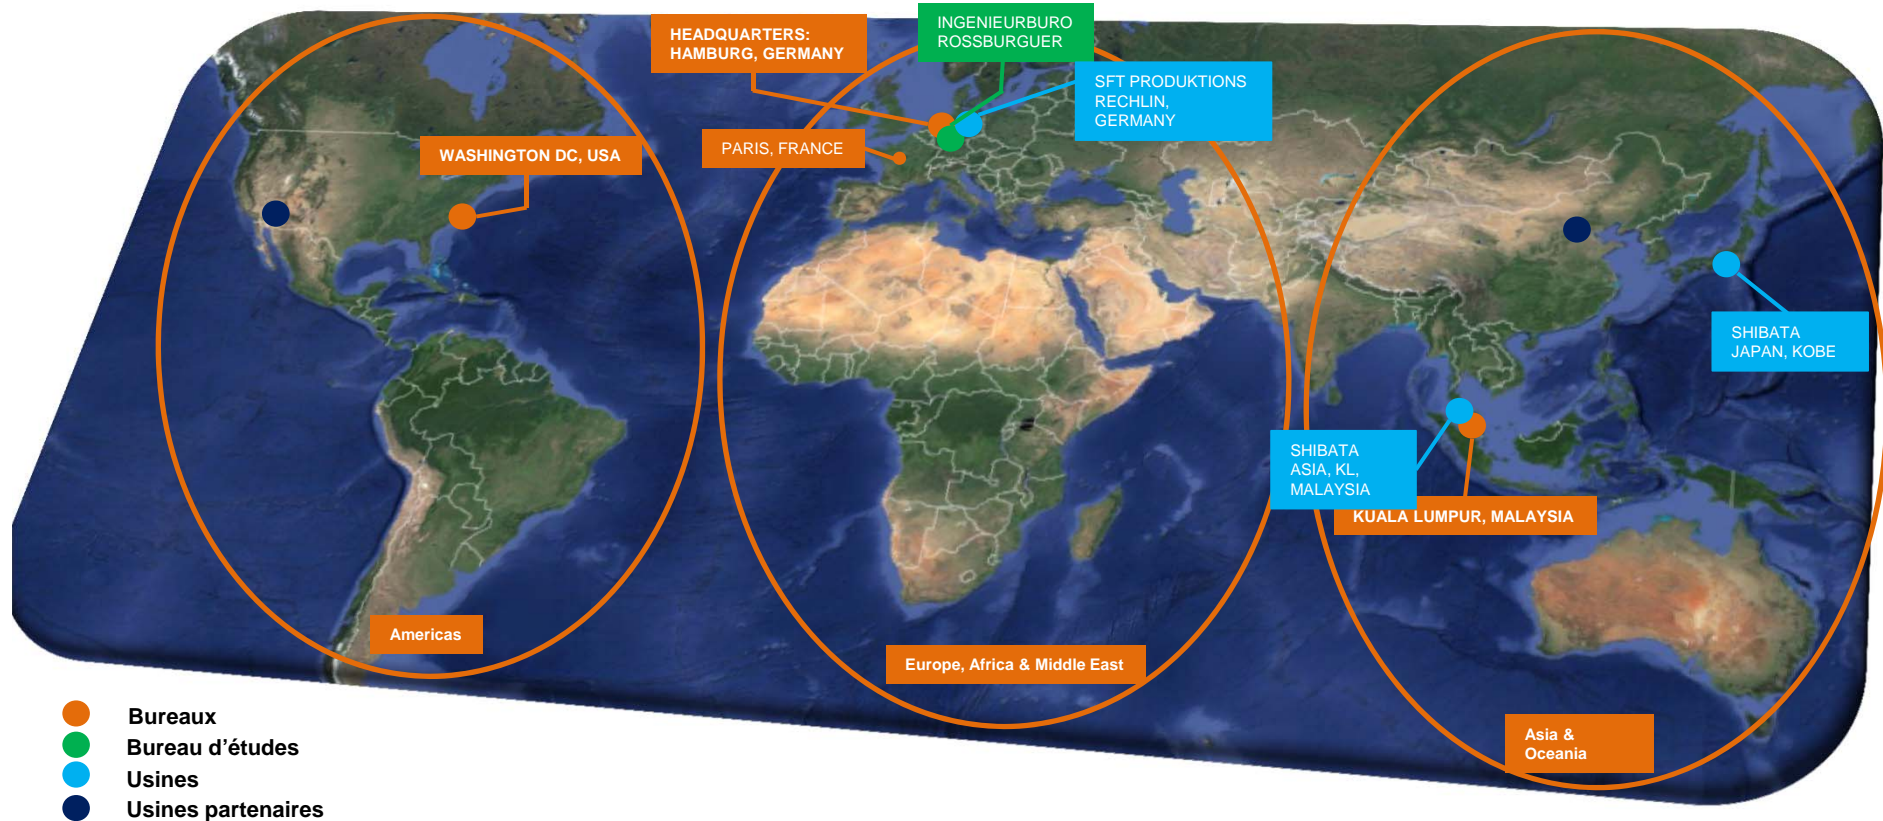 HEADQUARTERS:
HAMBURG, GERMANY
INGENIEURBURO
ROSSBURGUER
SFT PRODUKTIONS
RECHLIN,
GERMANY
WASHINGTON DC, USA
PARIS, FRANCE
SHIBATA
JAPAN, KOBE
SHIBATA
ASIA, KL,
MALAYSIA
KUALA LUMPUR, MALAYSIA
Americas
Europe, Africa & Middle East
Asia &
Oceania
Bureaux
Bureau d’études
Usines
Usines partenaires